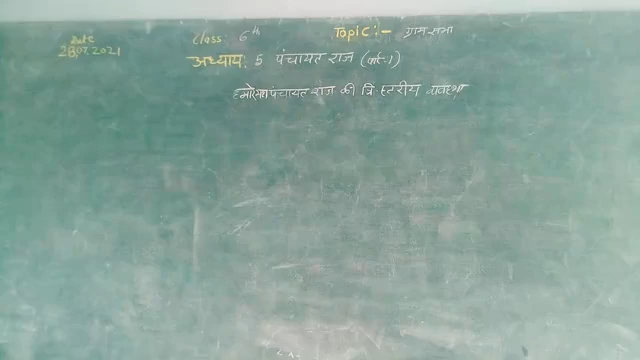 Date Class: 6th Topic:- ग्राम सभा
28.07.2021 अध्याय: 5 पंचायत राज (भाग-1)
पंचायत राज की त्रि-स्तरीय व्यवस्था